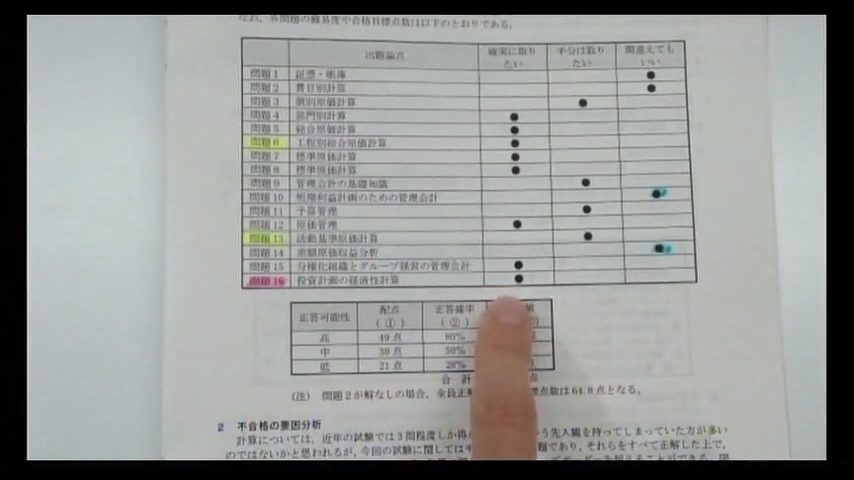 なお、各問題の難易度や合格目標点数は以下のとおりである。
出題論点 確実に取りたい 半分は取りたい 間違えてもいい
問題1 証憑・帳簿 ●
問題2 費目別計算 ●
問題3 個別原価計算 ●
問題4 部門別計算 ●
問題5 総合原価計算 ●
問題6 工程別総合原価計算 ●
問題7 標準原価計算 ●
問題8 標準原価計算 ●
問題9 管理会計の基礎知識 ●
問題10 短期利益計画のための管理会計 ●
問題11 予算管理 ●
問題12 原価管理 ●
問題13 活動基準原価計算 ●
問題14 差額原価収益分析 ●
問題15 分権化組織とグループ経営の管理会計 ●
問題16 投資計画の経済性計算 ●
正答可能性 配点(①) 正答確率(②)
高 49点 80%
中 30点 50%
低 21点 20%
合計 点
(注) 問題2が解なしの場合、全員正解 標点数は64.8点となる。
2 不合格の要因分析
計算については、近年の試験では3問程度しか得 う先入観を持ってしまっていた方が多い
のではないかと思われるが、今回の試験に関しては 題であり、それらをすべて正解した上で、